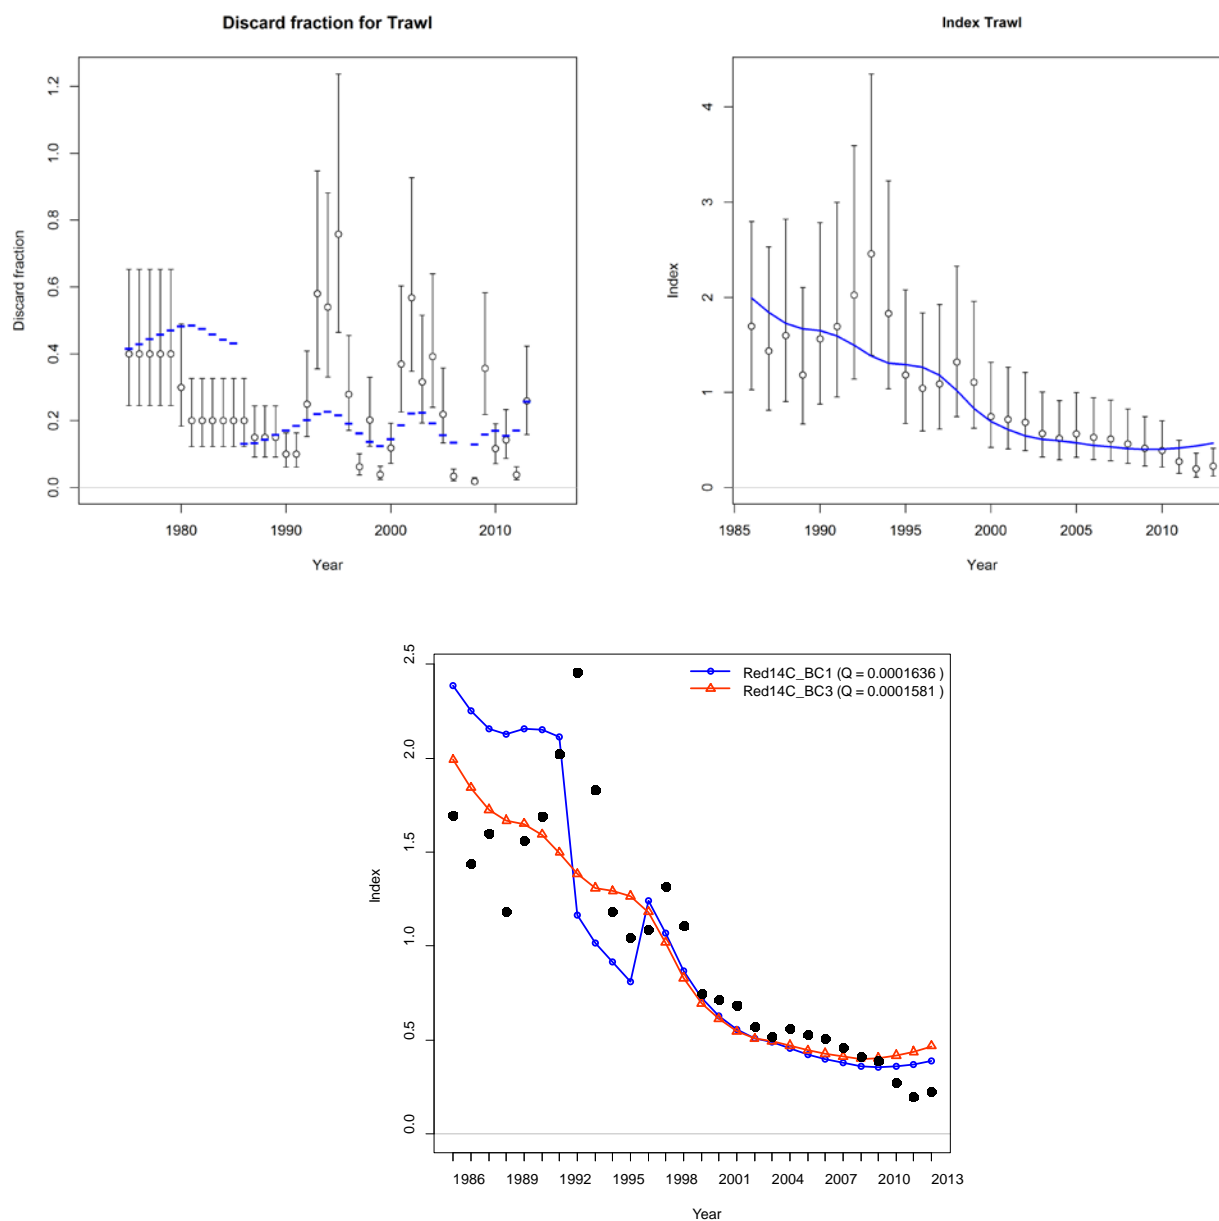 Discard fraction for Trawl
Discard fraction
0.0
0.2
0.4
0.6
0.8
1.0
1.2
1980 1990 2000 2010
Year
Index Trawl
Index
0
1
2
3
4
1985 1990 1995 2000 2005 2010
Year
Red14C_BC1 ( Q = 0.0001636 )
Red14C_BC3 ( Q = 0.0001581 )
Index
0.0
0.5
1.0
1.5
2.0
2.5
1986 1989 1992 1995 1998 2001 2004 2007 2010 2013
Year